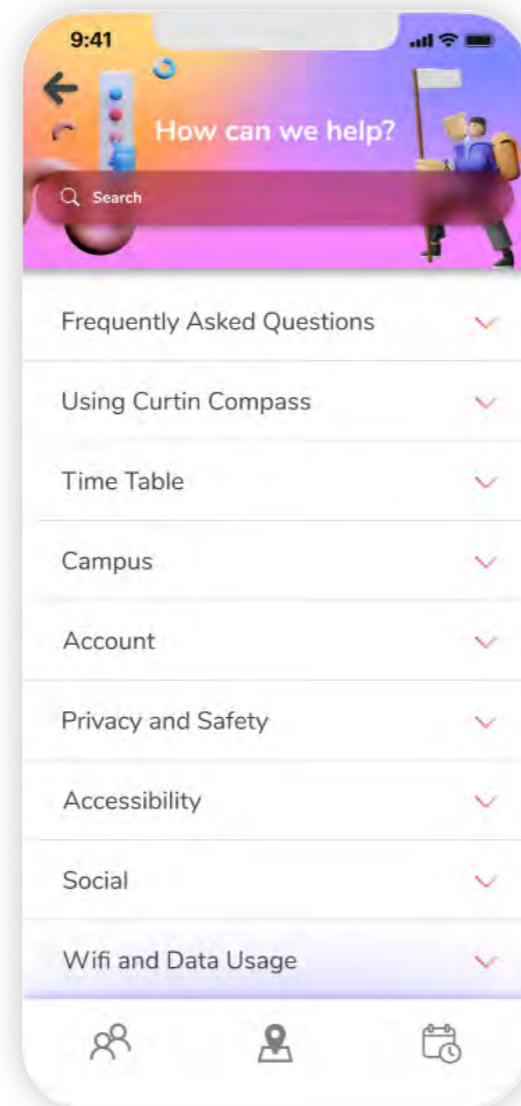 9:41
How can we help?
Search
Frequently Asked Questions
Using Curtin Compass
Time Table
Campus
Account
Privacy and Safety
Accessibility
Social
Wifi and Data Usage